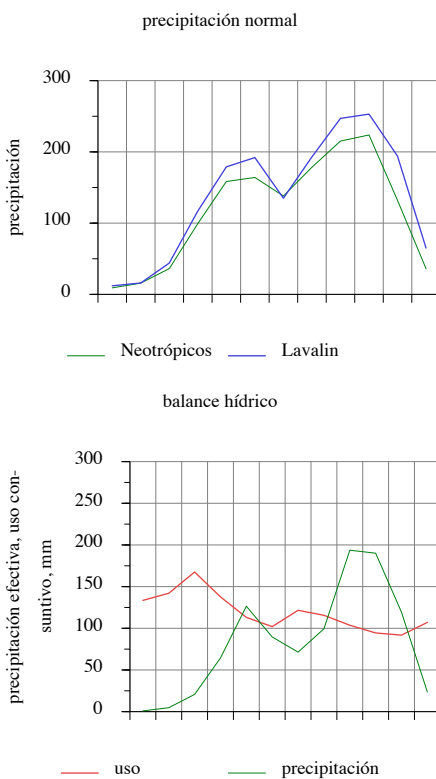 precipitación normal
300
200
100
0
precipitación
Neotrópicos
Lavalin
balance hídrico
300
250
200
150
100
50
0
precipitación efectiva, uso con-
suntivo, mm
uso
precipitación